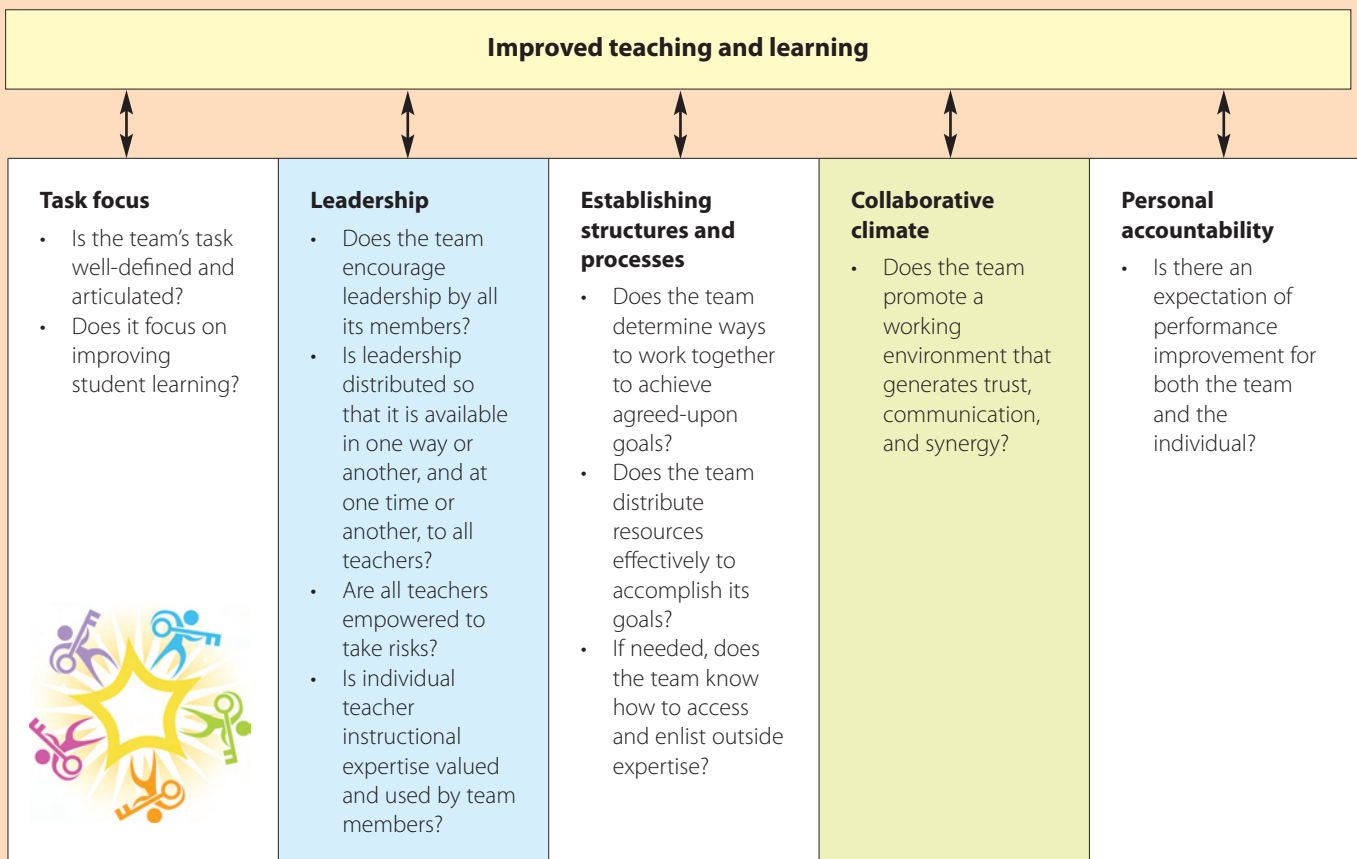 Improved teaching and learning
Task focus
• Is the team’s task
well-defined and
articulated?
• Does it focus on
improving
student learning?
Leadership
• Does the team
encourage
leadership by all
its members?
• Is leadership
distributed so
that it is available
in one way or
another, and at
one time or
another, to all
teachers?
• Are all teachers
empowered to
take risks?
• Is individual
teacher
instructional
expertise valued
and used by team
members?
Establishing
structures and
processes
• Does the team
determine ways
to work together
to achieve
agreed-upon
goals?
• Does the team
distribute
resources
effectively to
accomplish its
goals?
• If needed, does
the team know
how to access
and enlist outside
expertise?
Collaborative
climate
• Does the team
promote a
working
environment that
generates trust,
communication,
and synergy?
Personal
accountability
• Is there an
expectation of
performance
improvement for
both the team
and the
individual?